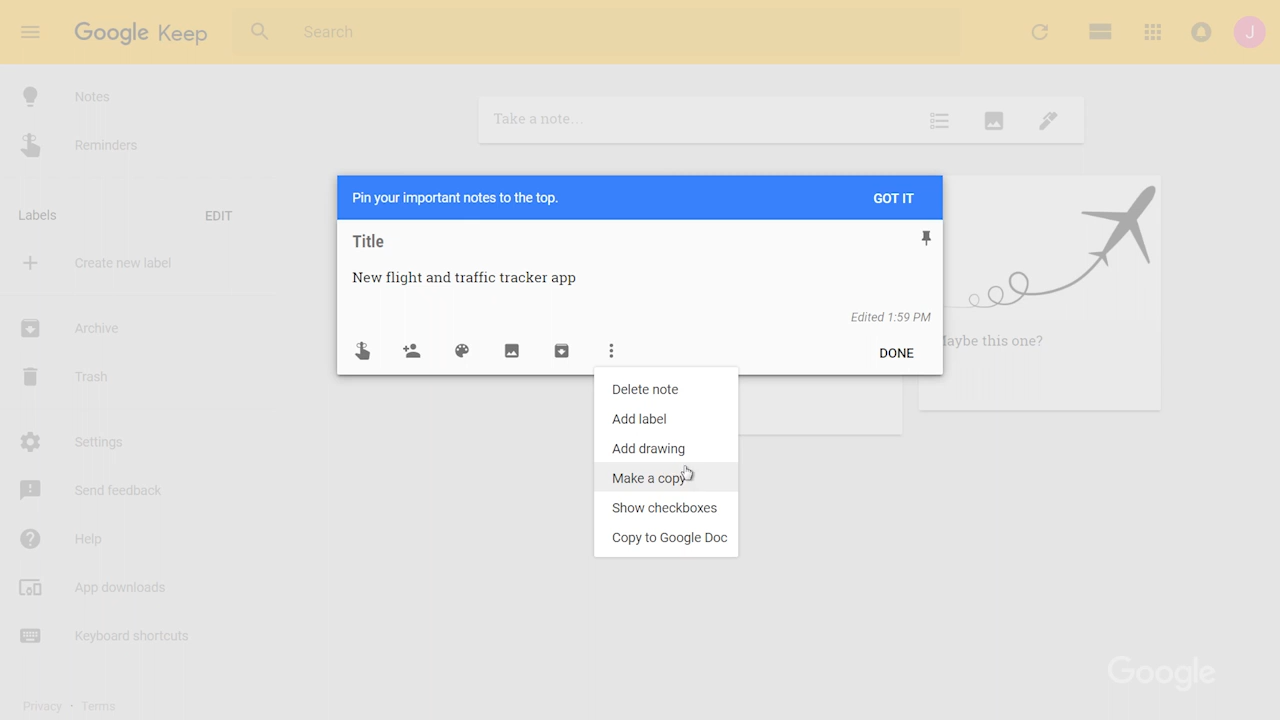 Google Keep
Search
J
Notes
Reminders
Labels
EDIT
Create new label
Archive
Trash
Settings
Send feedback
Help
App downloads
Keyboard shortcuts
Privacy • Terms
Take a note...
Pin your important notes to the top.
GOT IT
Title
New flight and traffic tracker app
Edited 1:59 PM
DONE
Delete note
Add label
Add drawing
Make a copy
Show checkboxes
Copy to Google Doc
Maybe this one?
Google